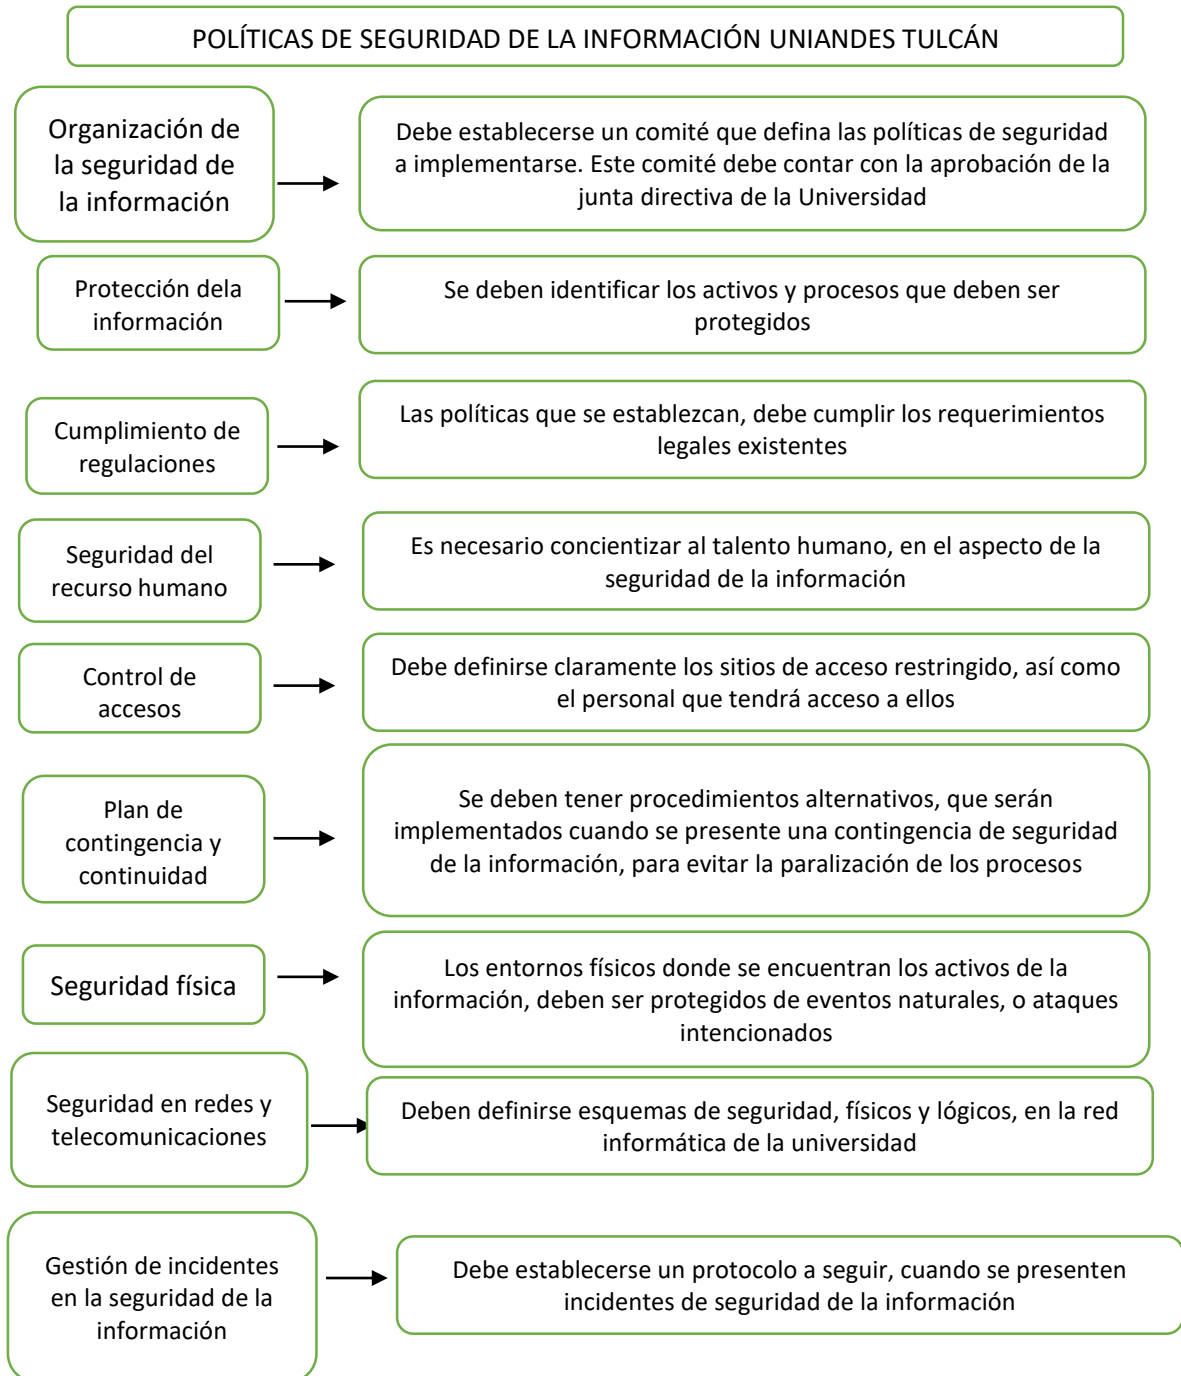 POLÍTICAS DE SEGURIDAD DE LA INFORMACIÓN UNIANDES TULCÁN
Organización de
la seguridad de
la información
Debe establecerse un comité que defina las políticas de seguridad
a implementarse. Este comité debe contar con la aprobación de la
junta directiva de la Universidad
Protección dela
información
Se deben identificar los activos y procesos que deben ser
protegidos
Cumplimiento de
regulaciones
Las políticas que se establezcan, debe cumplir los requerimientos
legales existentes
Seguridad del
recurso humano
Es necesario concientizar al talento humano, en el aspecto de la
seguridad de la información
Control de
accesos
Debe definirse claramente los sitios de acceso restringido, así como
el personal que tendrá acceso a ellos
Plan de
contingencia y
continuidad
Se deben tener procedimientos alternativos, que serán
implementados cuando se presente una contingencia de seguridad
de la información, para evitar la paralización de los procesos
Seguridad física
Los entornos físicos donde se encuentran los activos de la
información, deben ser protegidos de eventos naturales, o ataques
intencionados
Seguridad en redes y
telecomunicaciones
Deben definirse esquemas de seguridad, físicos y lógicos, en la red
informática de la universidad
Gestión de incidentes
en la seguridad de la
información
Debe establecerse un protocolo a seguir, cuando se presenten
incidentes de seguridad de la información